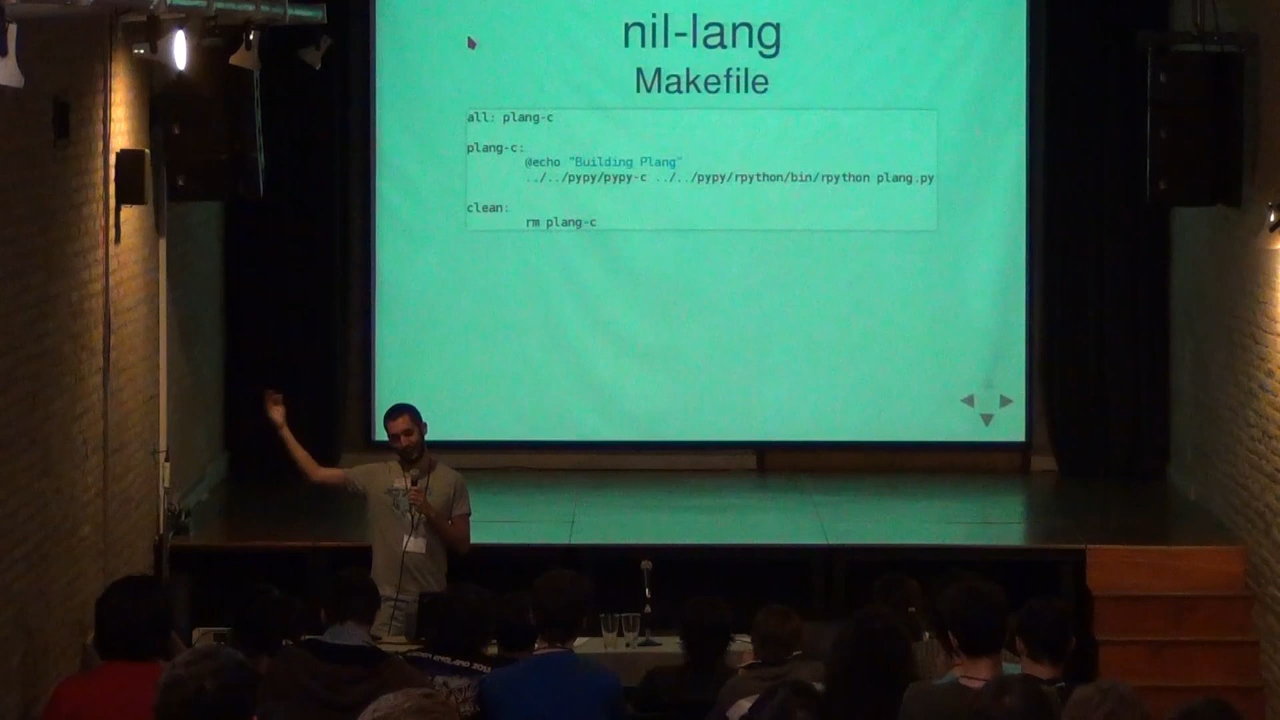 nil-lang
Makefile
all: plang-c
plang-c:
@echo "Building Plang"
../../pypy/pypy-c ../../pypy/rpython/bin/rpython plang.py
clean:
rm plang-c